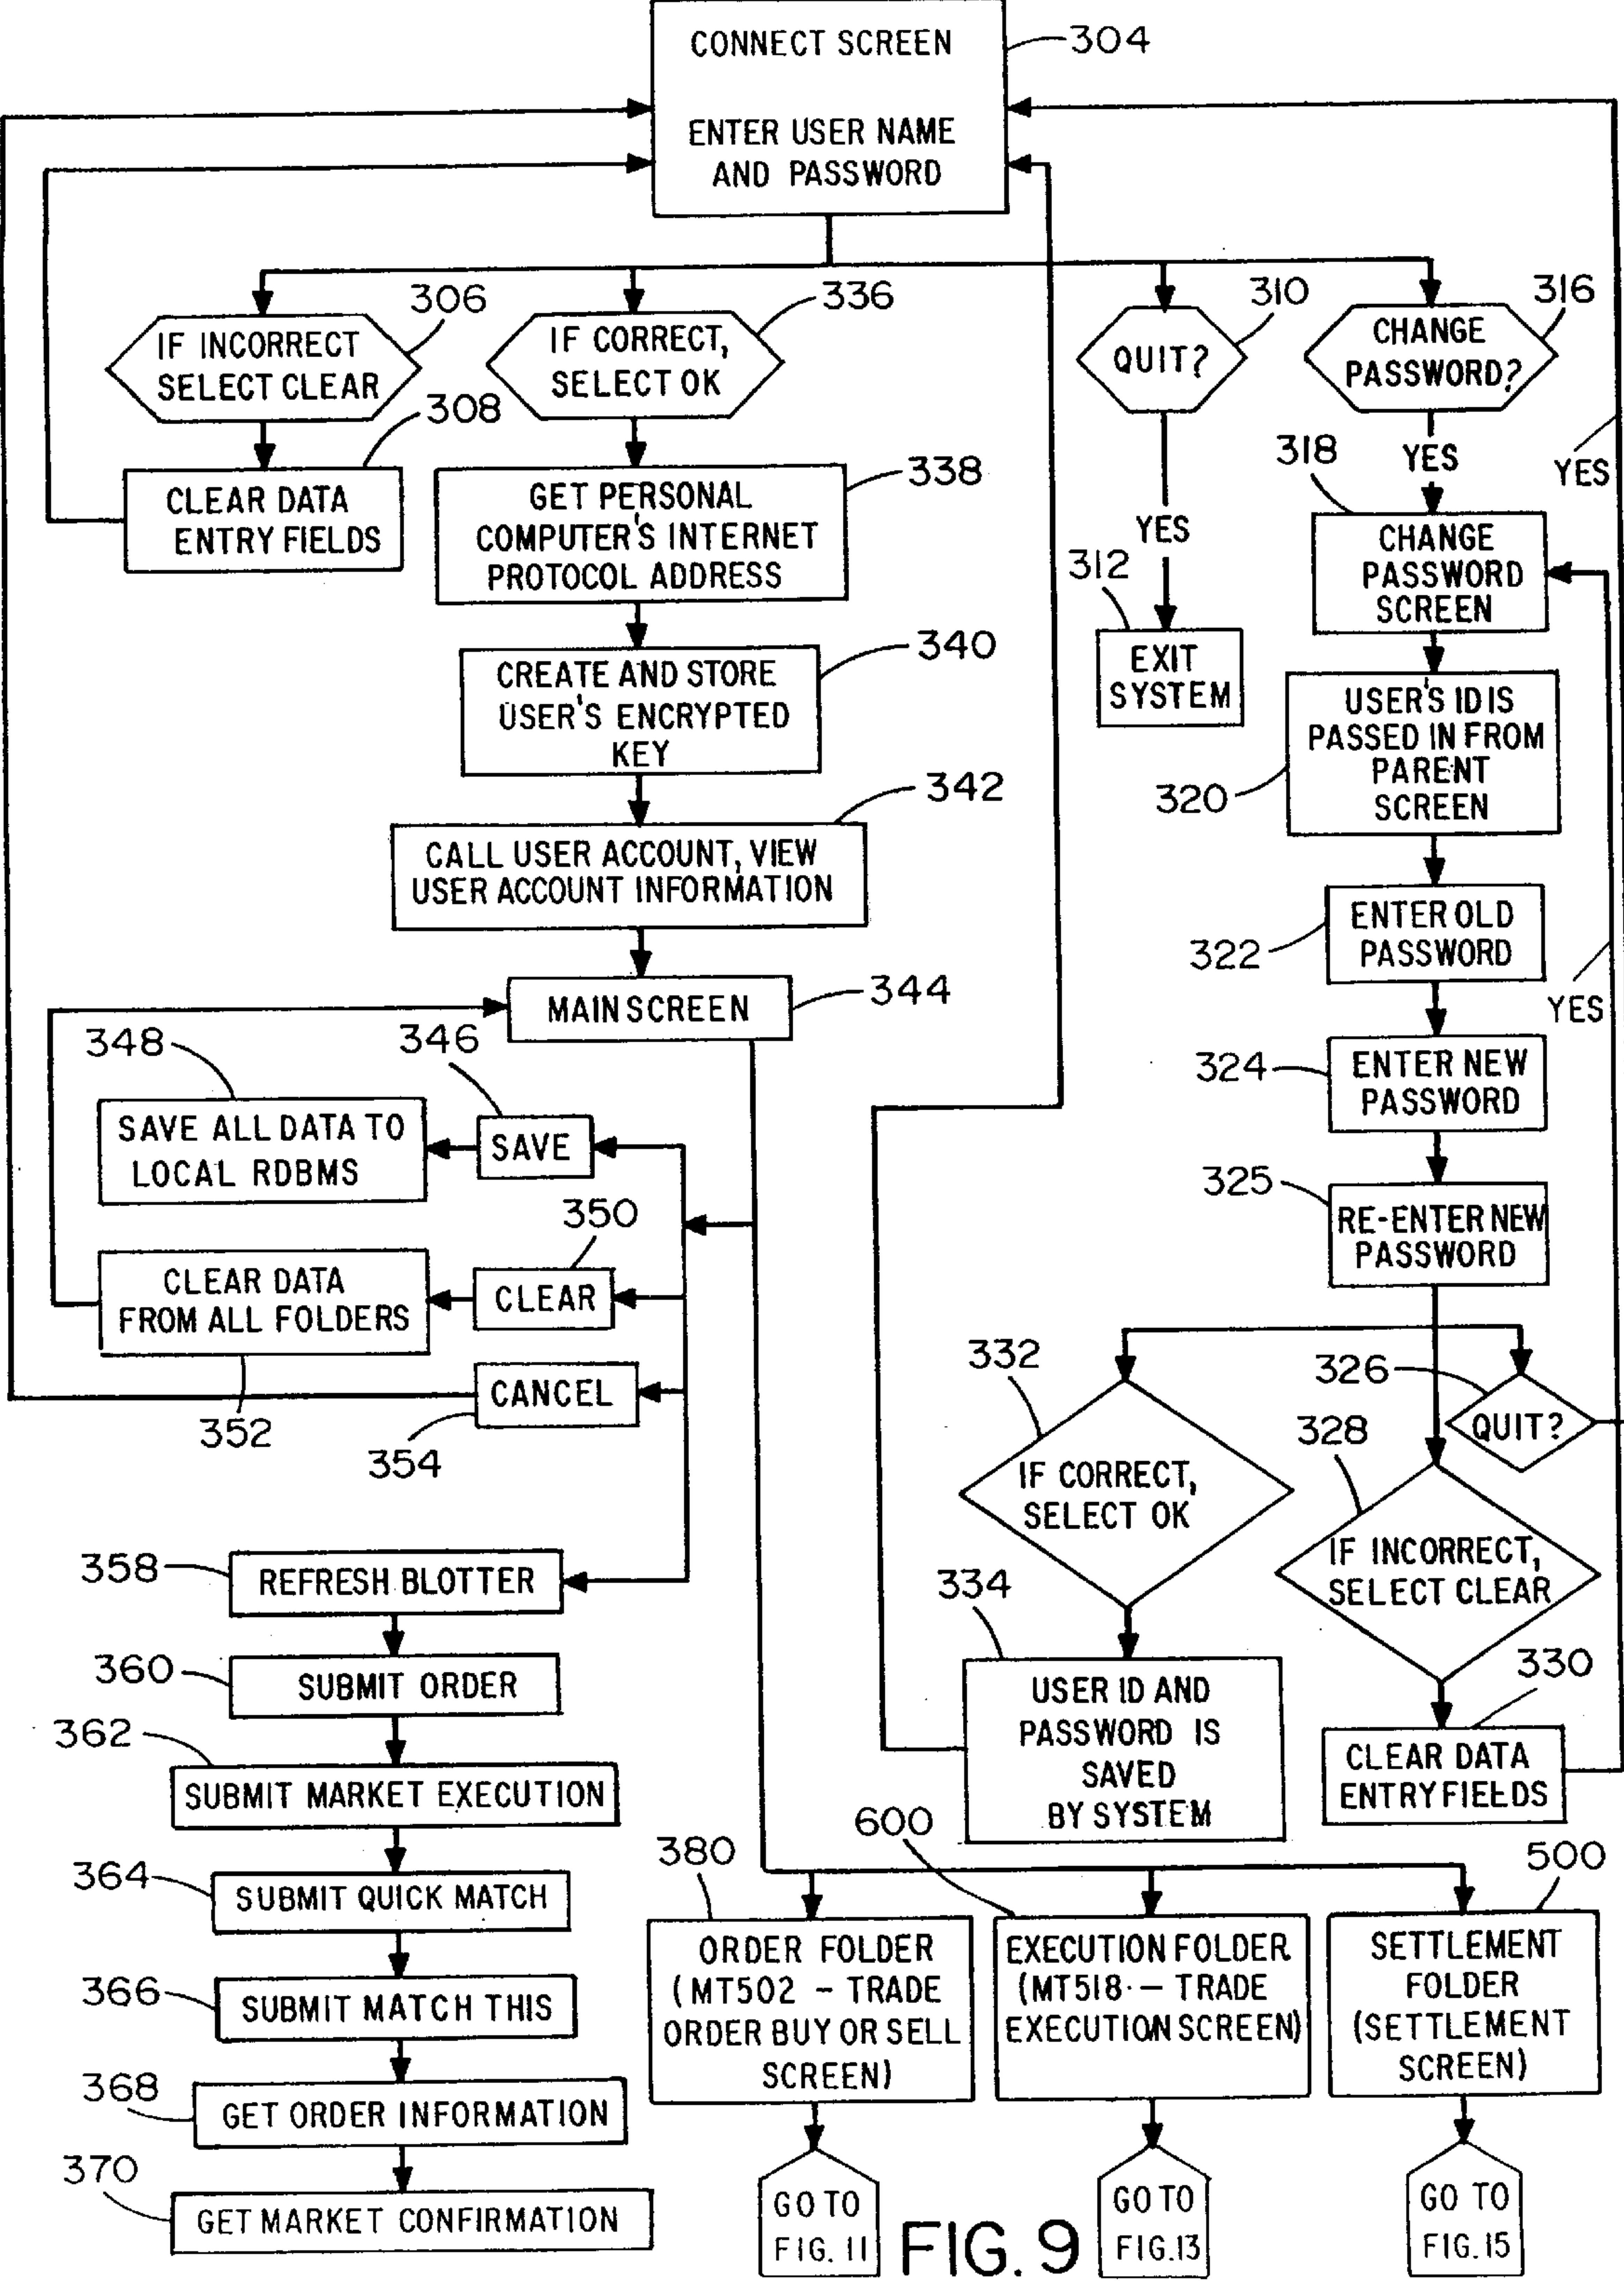 CONNECT SCREEN
304
ENTER USER NAME
AND PASSWORD
306
IF INCORRECT
SELECT CLEAR
336
IF CORRECT,
SELECT OK
310
QUIT?
316
CHANGE
PASSWORD?
308
CLEAR DATA
ENTRY FIELDS
338
GET PERSONAL
COMPUTER'S INTERNET
PROTOCOL ADDRESS
YES
312
EXIT
SYSTEM
YES
YES
318
CHANGE
PASSWORD
SCREEN
340
CREATE AND STORE
USER'S ENCRYPTED
KEY
320
USER'S ID IS
PASSED IN FROM
PARENT
SCREEN
342
CALL USER ACCOUNT, VIEW
USER ACCOUNT INFORMATION
322
ENTER OLD
PASSWORD
YES
344
MAIN SCREEN
324
ENTER NEW
PASSWORD
348
SAVE ALL DATA TO
LOCAL RDBMS
346
SAVE
325
RE-ENTER NEW
PASSWORD
350
CLEAR
CLEAR DATA
FROM ALL FOLDERS
352
CANCEL
354
332
IF CORRECT,
SELECT OK
326
QUIT?
328
IF INCORRECT,
SELECT CLEAR
334
USER ID AND
PASSWORD IS
SAVED
BY SYSTEM
330
CLEAR DATA
ENTRY FIELDS
358
REFRESH BLOTTER
360
SUBMIT ORDER
362
SUBMIT MARKET EXECUTION
364
SUBMIT QUICK MATCH
366
SUBMIT MATCH THIS
368
GET ORDER INFORMATION
370
GET MARKET CONFIRMATION
380
ORDER FOLDER
(MT502 - TRADE
ORDER BUY OR SELL
SCREEN)
600
EXECUTION FOLDER
(MT518 - TRADE
EXECUTION SCREEN)
500
SETTLEMENT
FOLDER
(SETTLEMENT
SCREEN)
GO TO
FIG. 11
GO TO
FIG.13
GO TO
FIG.15
FIG. 9